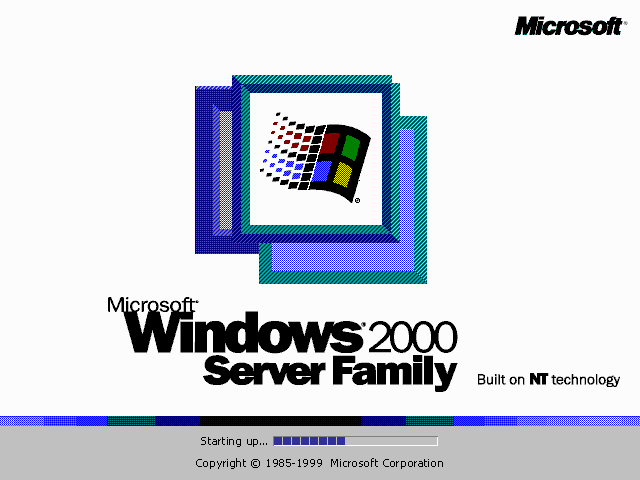 Microsoft®
Microsoft®
Windows® 2000
Server Family
Built on NT technology
Starting up...
Copyright © 1985-1999 Microsoft Corporation